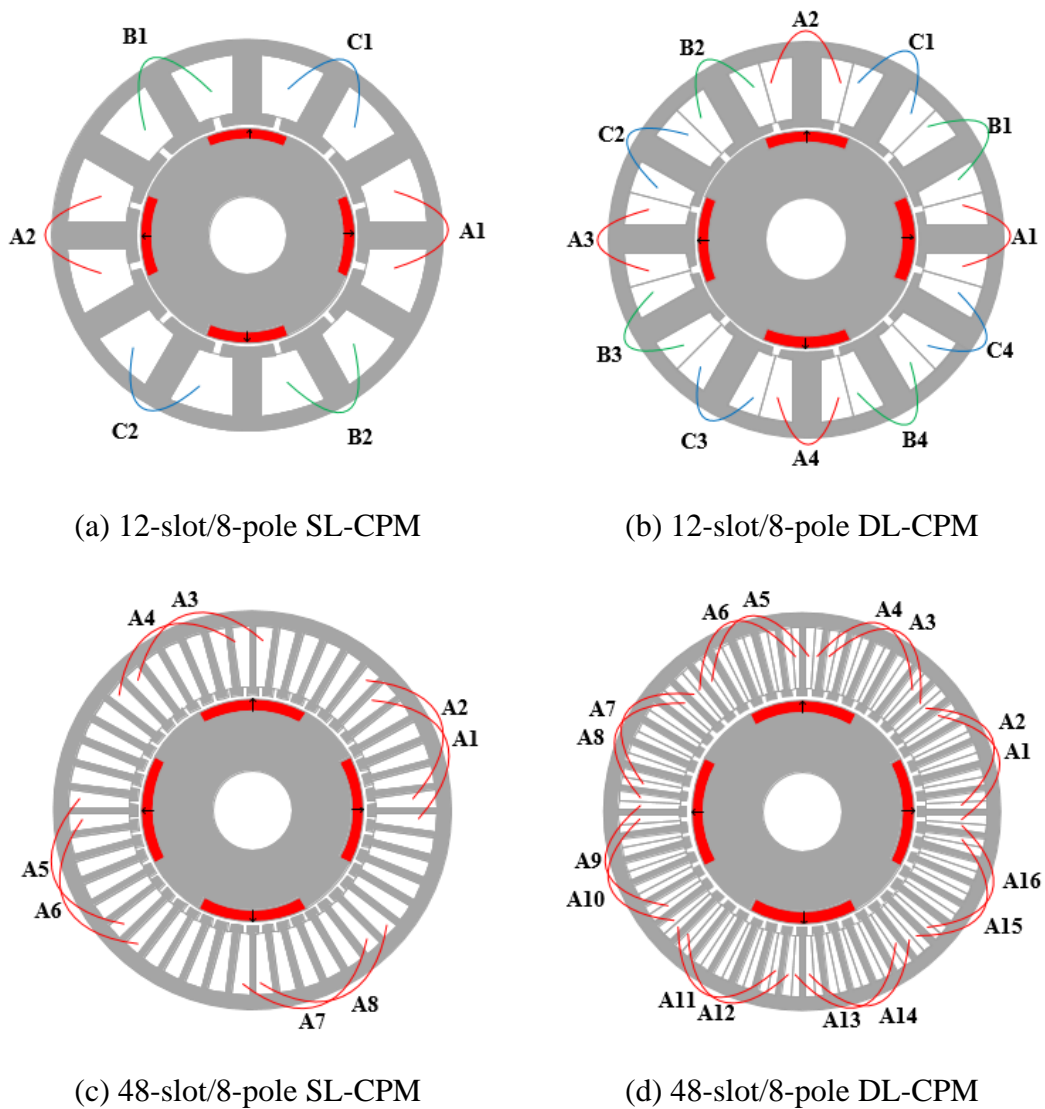 B1 C1
A2 A1
C2 B2
(a) 12-slot/8-pole SL-CPM
A2
B2 C1
C2 B1
A3 A1
B3 C4
C3 B4
A4
(b) 12-slot/8-pole DL-CPM
A3
A4
A2
A1
A5
A6
A8
A7
(c) 48-slot/8-pole SL-CPM
A5 A4
A6 A3
A7 A2
A8 A1
A9 A16
A10 A15
A11 A14
A12 A13
(d) 48-slot/8-pole DL-CPM